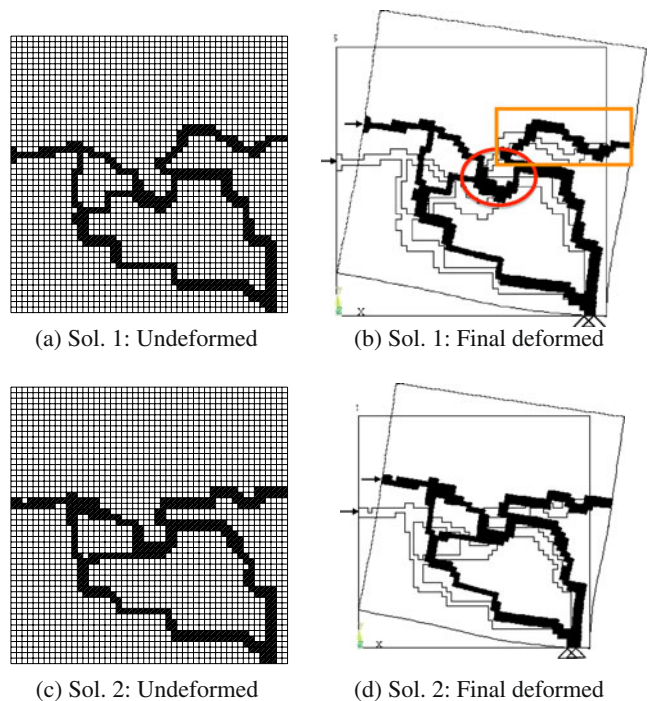 s
X
(a) Sol. 1: Undeformed
(b) Sol. 1: Final deformed
X
(c) Sol. 2: Undeformed
(d) Sol. 2: Final deformed